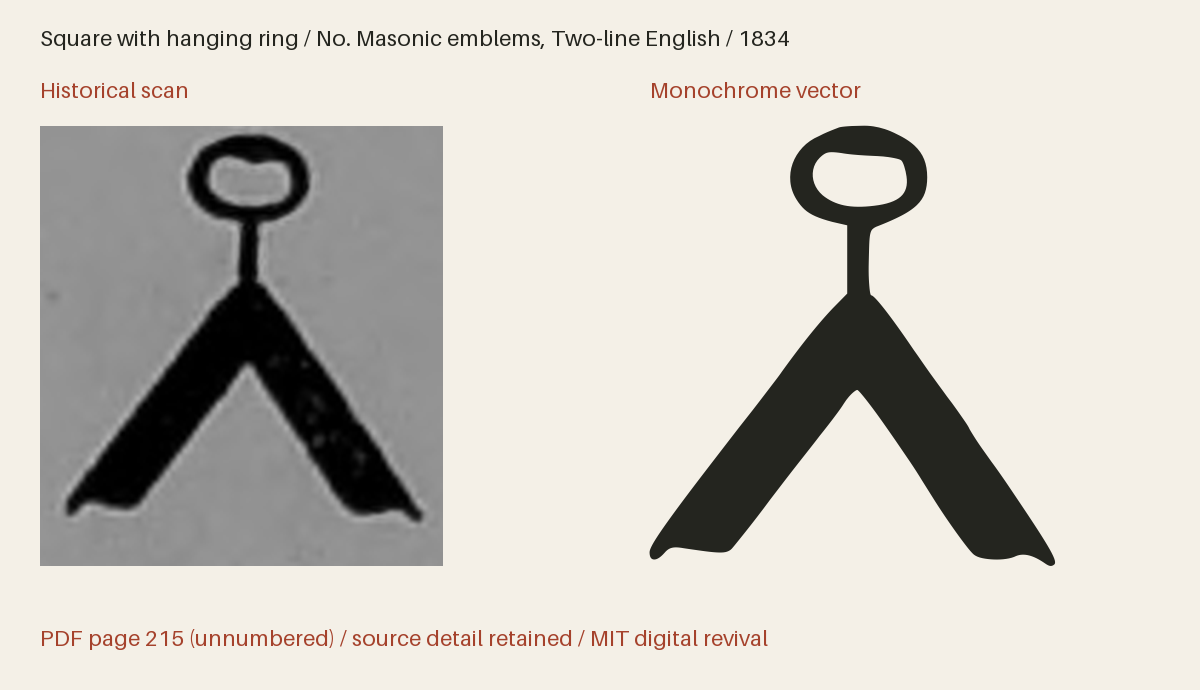 Square with hanging ring / No. Masonic emblems, Two-line English / 1834
Historical scan
Monochrome vector
PDF page 215 (unnumbered) / source detail retained / MIT digital revival